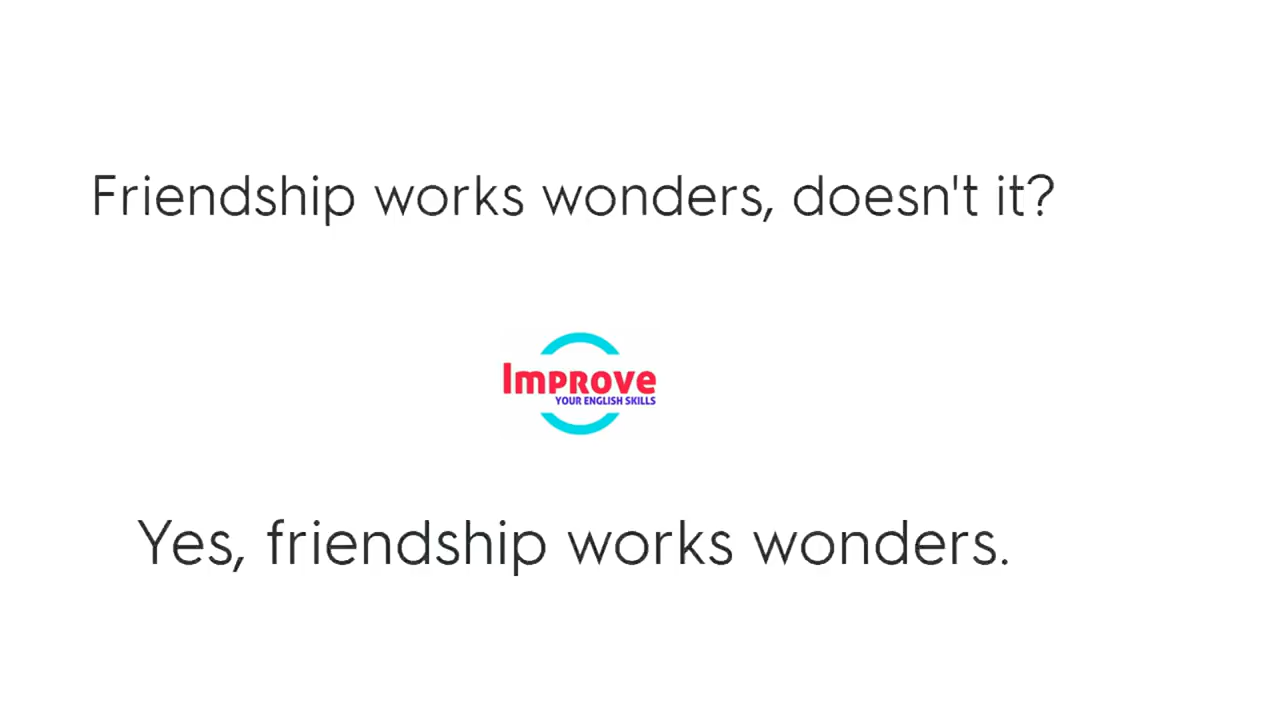 Friendship works wonders, doesn't it?
Improve
YOUR ENGLISH SKILLS
Yes, friendship works wonders.